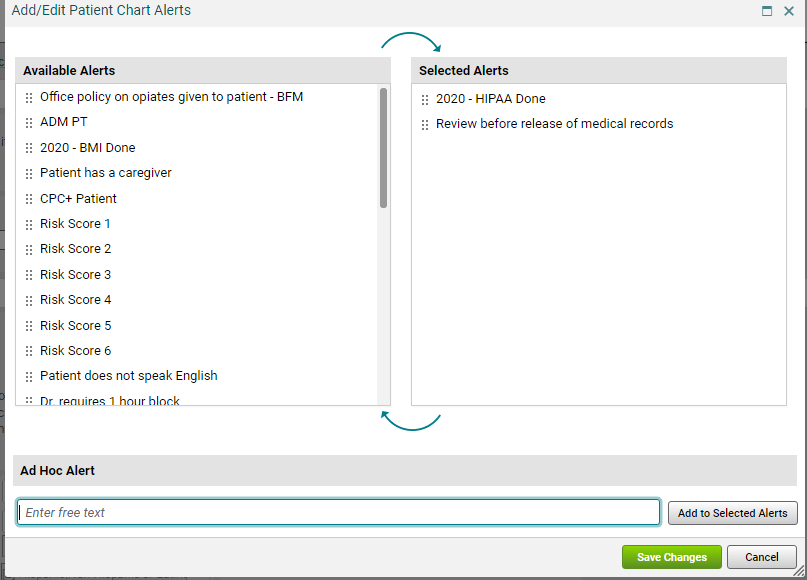 Add/Edit Patient Chart Alerts
Available Alerts
Office policy on opiates given to patient - BFM
ADM PT
2020 - BMI Done
Patient has a caregiver
CPC+ Patient
Risk Score 1
Risk Score 2
Risk Score 3
Risk Score 4
Risk Score 5
Risk Score 6
Patient does not speak English
Dr. requires 1 hour block
Selected Alerts
2020 - HIPAA Done
Review before release of medical records
Ad Hoc Alert
Enter free text
Add to Selected Alerts
Save Changes
Cancel